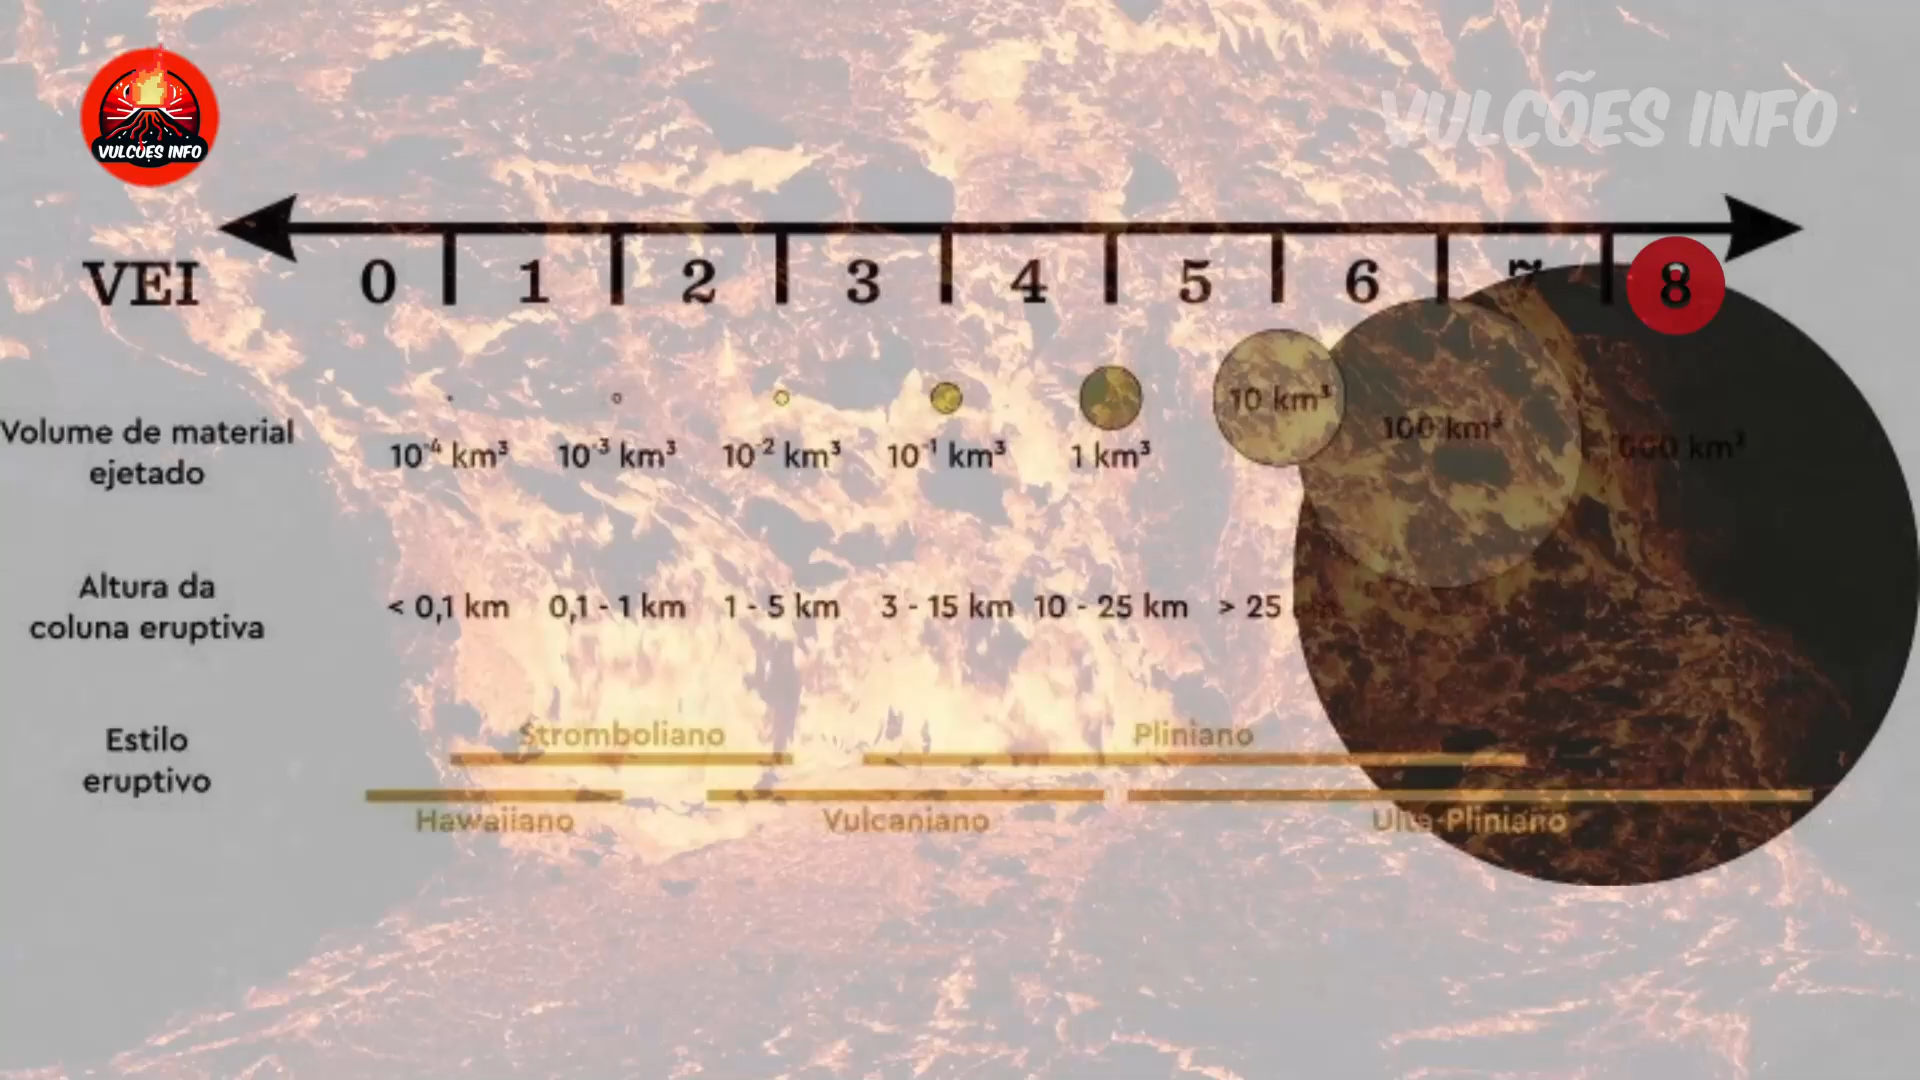 VULCÕES INFO
VULCÕES INFO
VEI 0 1 2 3 4 5 6 8
Volume de material
ejetado
10⁻⁴ km³ 10⁻³ km³ 10⁻² km³ 10⁻¹ km³ 1 km³ 10 km³ 100 km³ km³
Altura da
coluna eruptiva
< 0,1 km 0,1 - 1 km 1 - 5 km 3 - 15 km 10 - 25 km > 25
Estilo
eruptivo
Stromboliano Pliniano
Hawaiiano Vulcaniano Ulta-Pliniano